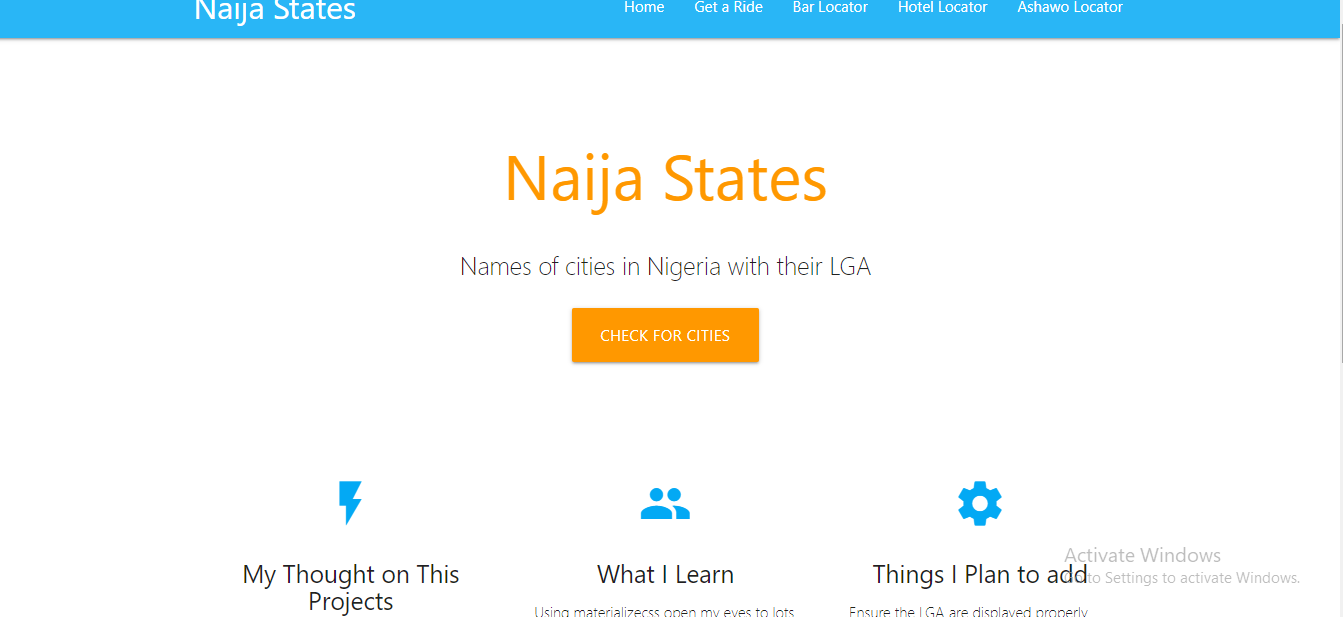 Naija States
Home Get a Ride Bar Locator Hotel Locator Ashawo Locator
Naija States
Names of cities in Nigeria with their LGA
CHECK FOR CITIES
My Thought on This
Projects
What I Learn
Using materializecss open my eyes to lots
Things I Plan to add
Ensure the LGA are displayed properly
Activate Windows
Go to Settings to activate Windows.